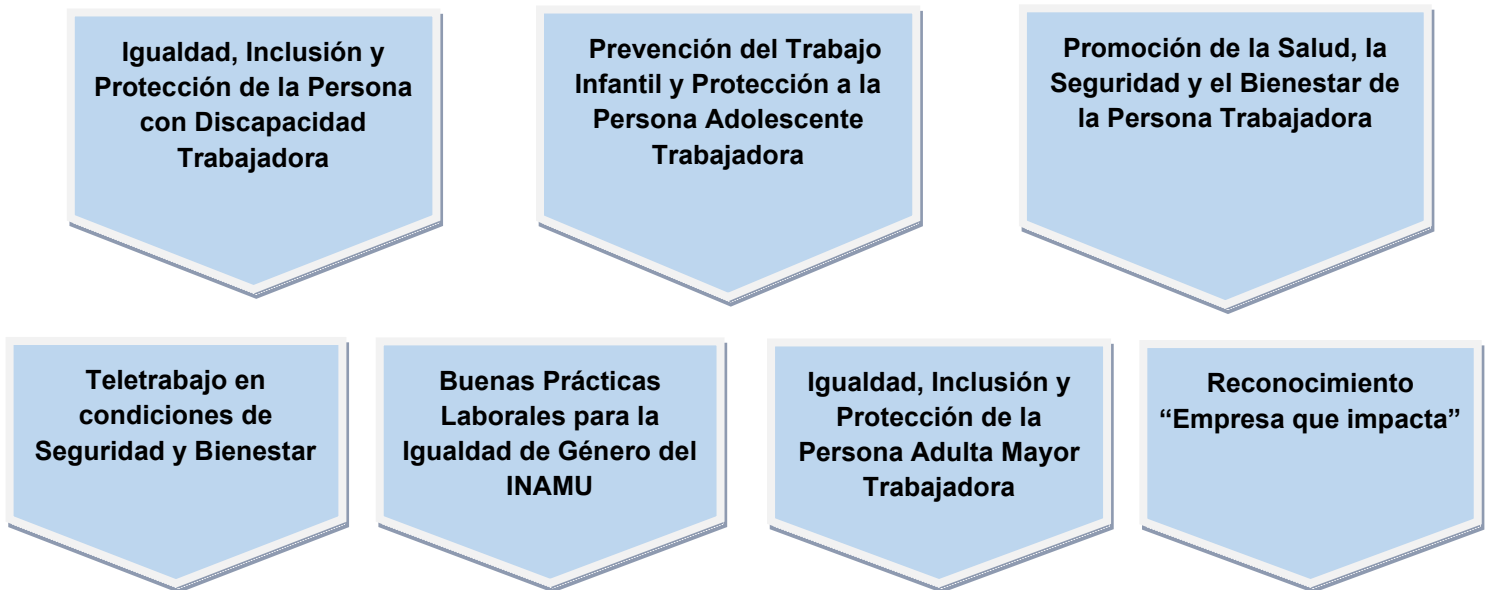 Igualdad, Inclusión y
Protección de la Persona
con Discapacidad
Trabajadora
Prevención del Trabajo
Infantil y Protección a la
Persona Adolescente
Trabajadora
Promoción de la Salud, la
Seguridad y el Bienestar de
la Persona Trabajadora
Teletrabajo en
condiciones de
Seguridad y Bienestar
Buenas Prácticas
Laborales para la
Igualdad de Género del
INAMU
Igualdad, Inclusión y
Protección de la
Persona Adulta Mayor
Trabajadora
Reconocimiento
“Empresa que impacta”